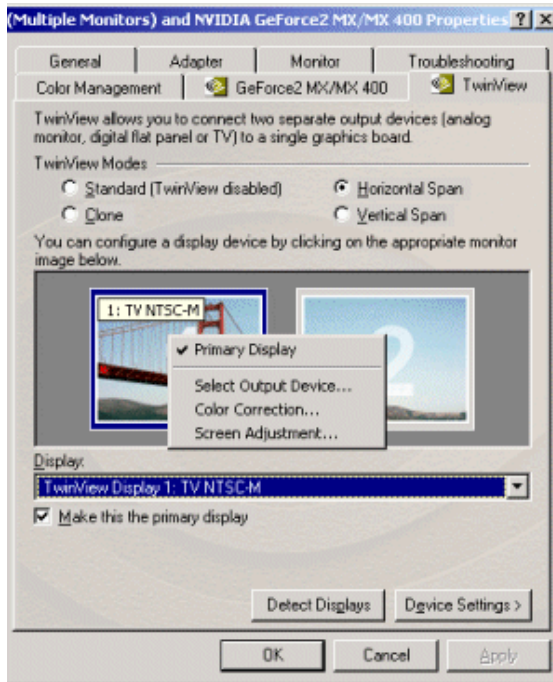 (Multiple Monitors) and NVIDIA GeForce2 MX/MX 400 Properties
General
Adapter
Monitor
Troubleshooting
Color Management
GeForce2 MX/MX 400
TwinView
TwinView allows you to connect two separate output devices (analog
monitor, digital flat panel or TV) to a single graphics board.
TwinView Modes
Standard (TwinView disabled)
Horizontal Span
Clone
Vertical Span
You can configure a display device by clicking on the appropriate monitor
image below.
1: TV NTSC-M
2
Primary Display
Select Output Device...
Color Correction...
Screen Adjustment...
Display:
TwinView Display 1: TV NTSC-M
Make this the primary display
Detect Displays
Device Settings >
OK
Cancel
Apply